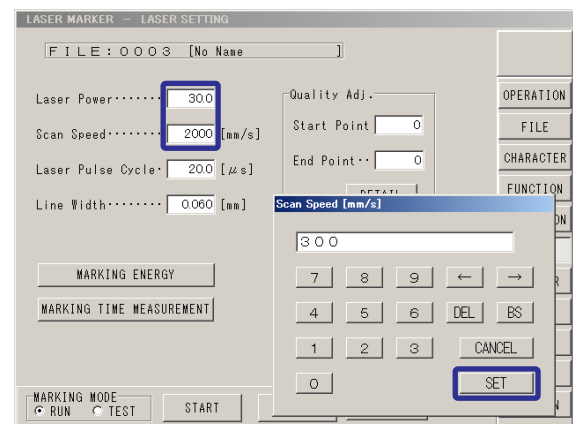 LASER MARKER － LASER SETTING
FILE:0003 [No Name ]
Laser Power······· 30.0
Scan Speed········ 2000 [mm/s]
Laser Pulse Cycle· 20.0 [μs]
Line Width········ 0.060 [mm]
Quality Adj.
Start Point 0
End Point·· 0
DETAIL
OPERATION
FILE
CHARACTER
FUNCTION
MARKING ENERGY
MARKING TIME MEASUREMENT
Scan Speed [mm/s]
300
7 8 9 ← →
4 5 6 DEL BS
1 2 3 CANCEL
0 SET
MARKING MODE
RUN TEST START